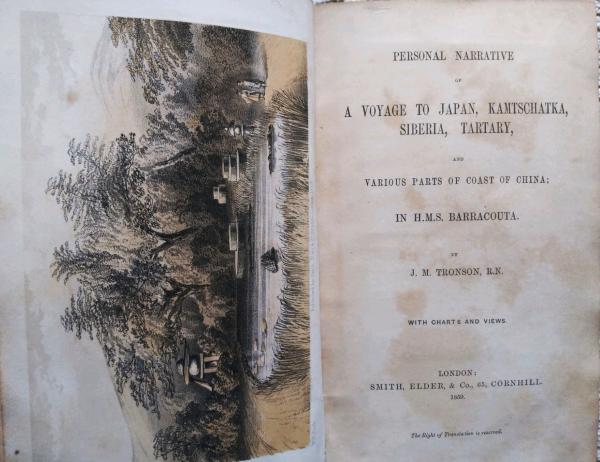 PERSONAL NARRATIVE
OF
A VOYAGE TO JAPAN, KAMTSCHATKA,
SIBERIA, TARTARY,
AND
VARIOUS PARTS OF COAST OF CHINA;
IN H.M.S. BARRACOUTA.
BY
J. M. TRONSON, R.N.
WITH CHARTS AND VIEWS.
LONDON:
SMITH, ELDER, & Co., 65, CORNHILL.
1859.
The Right of Translation is reserved.